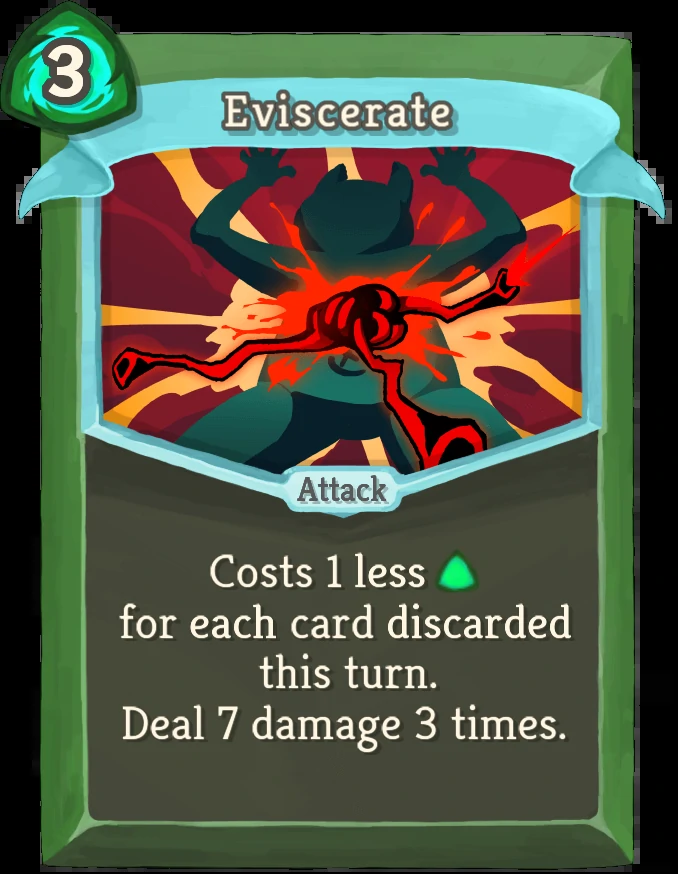 3
Eviscerate
Attack
Costs 1 less
for each card discarded
this turn.
Deal 7 damage 3 times.